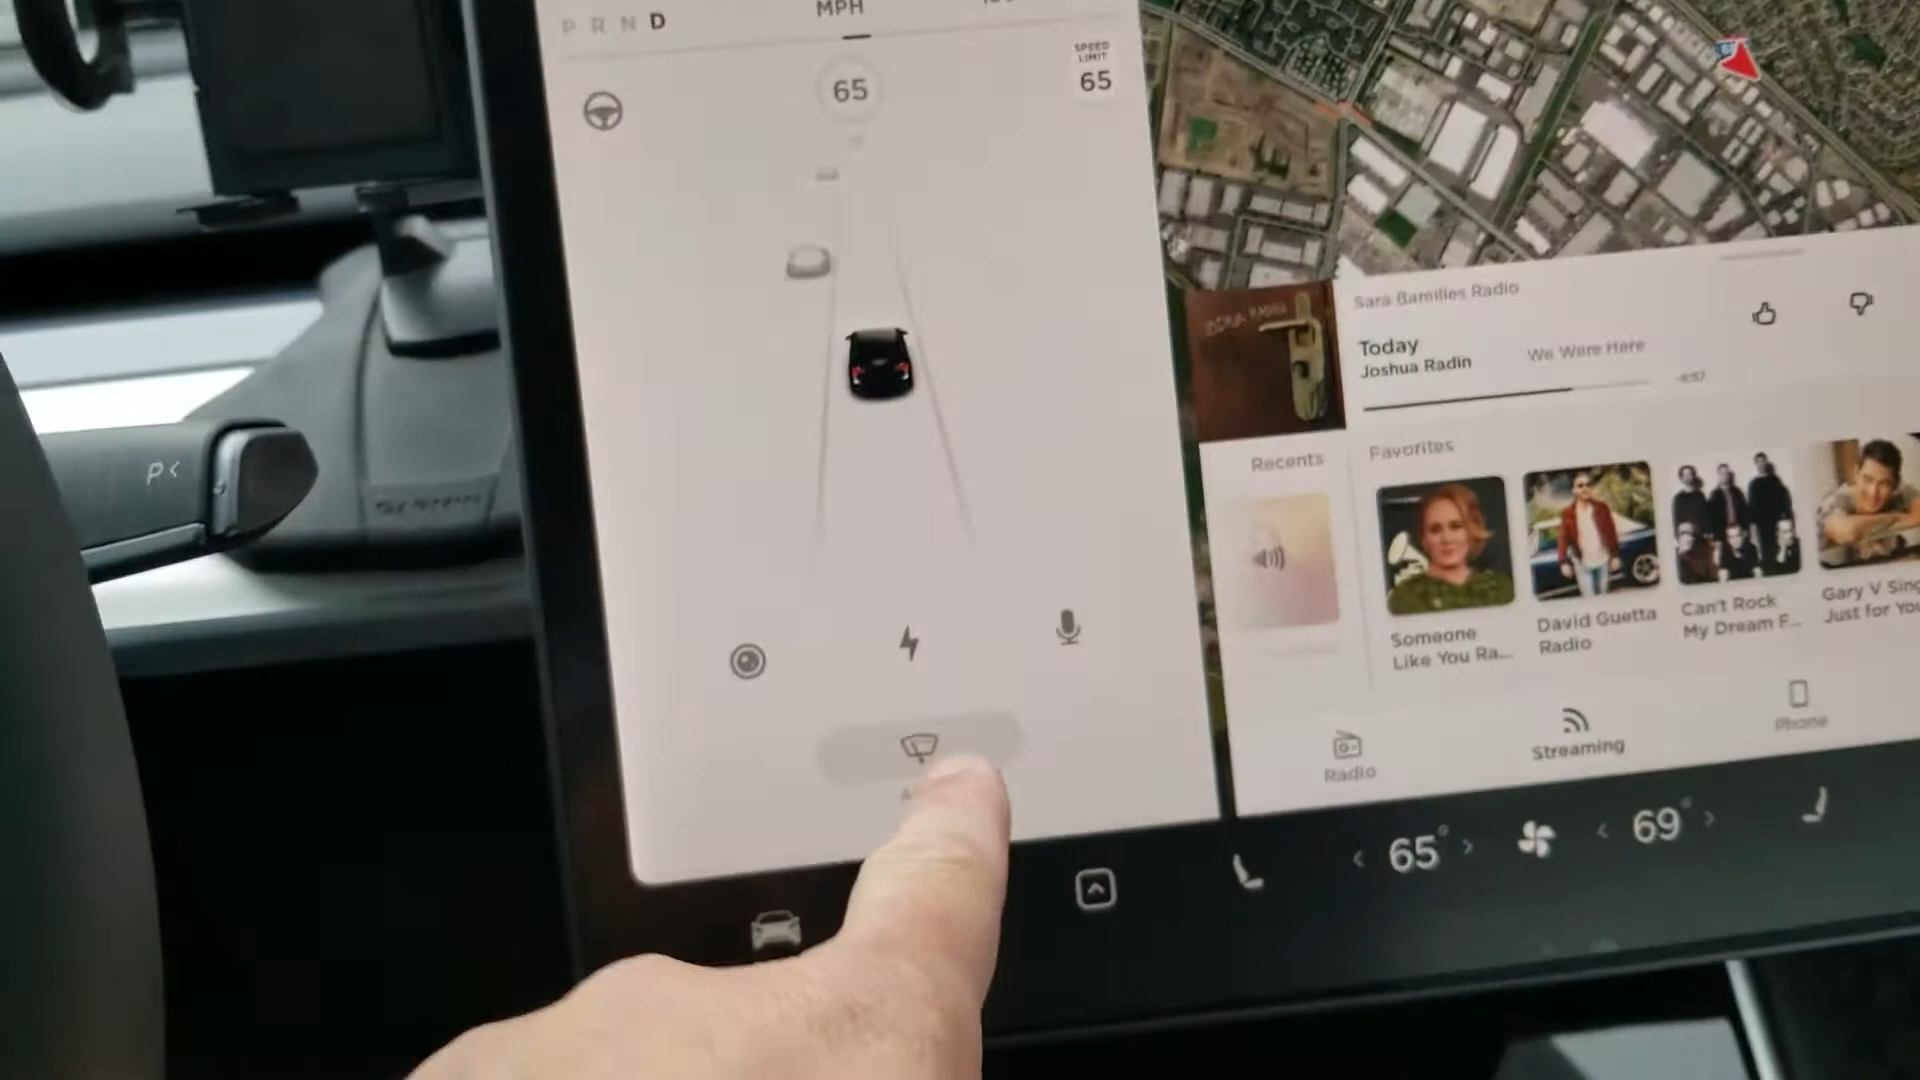 P R N D
MPH
65
SPEED
LIMIT
65
P<
Sara Bareilles Radio
Today
Joshua Radin
We Were Here
Recents
Favorites
Someone
Like You Ra...
David Guetta
Radio
Can't Rock
My Dream F...
Gary V Sing
Just for You
Radio
Streaming
Phone
< 65° >
< 69° >